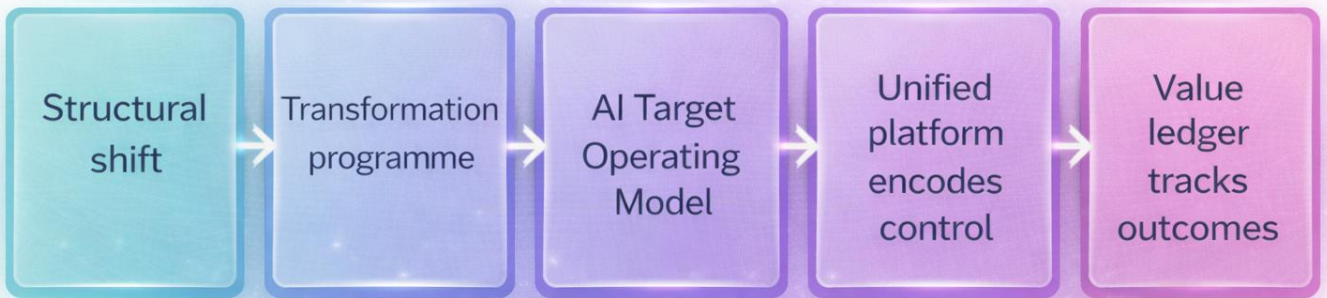 Structural
shift
Transformation
programme
AI Target
Operating
Model
Unified
platform
encodes
control
Value
ledger
tracks
outcomes